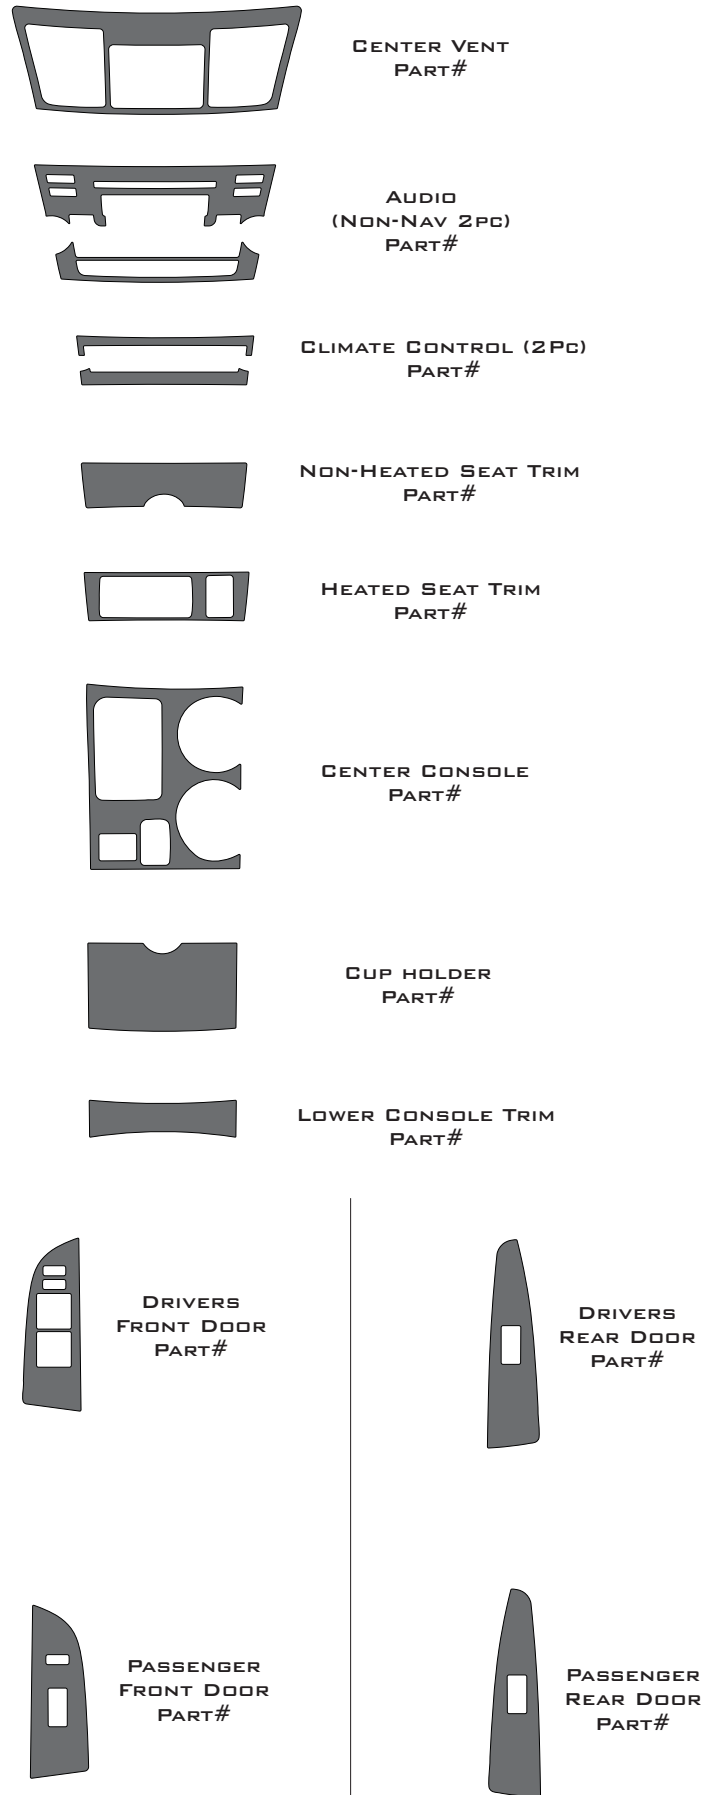 Center Vent
Part#
Audio
(Non-Nav 2pc)
Part#
Climate Control (2Pc)
Part#
Non-Heated Seat Trim
Part#
Heated Seat Trim
Part#
Center Console
Part#
Cup holder
Part#
Lower Console Trim
Part#
Drivers
Front Door
Part#
Drivers
Rear Door
Part#
Passenger
Front Door
Part#
Passenger
Rear Door
Part#